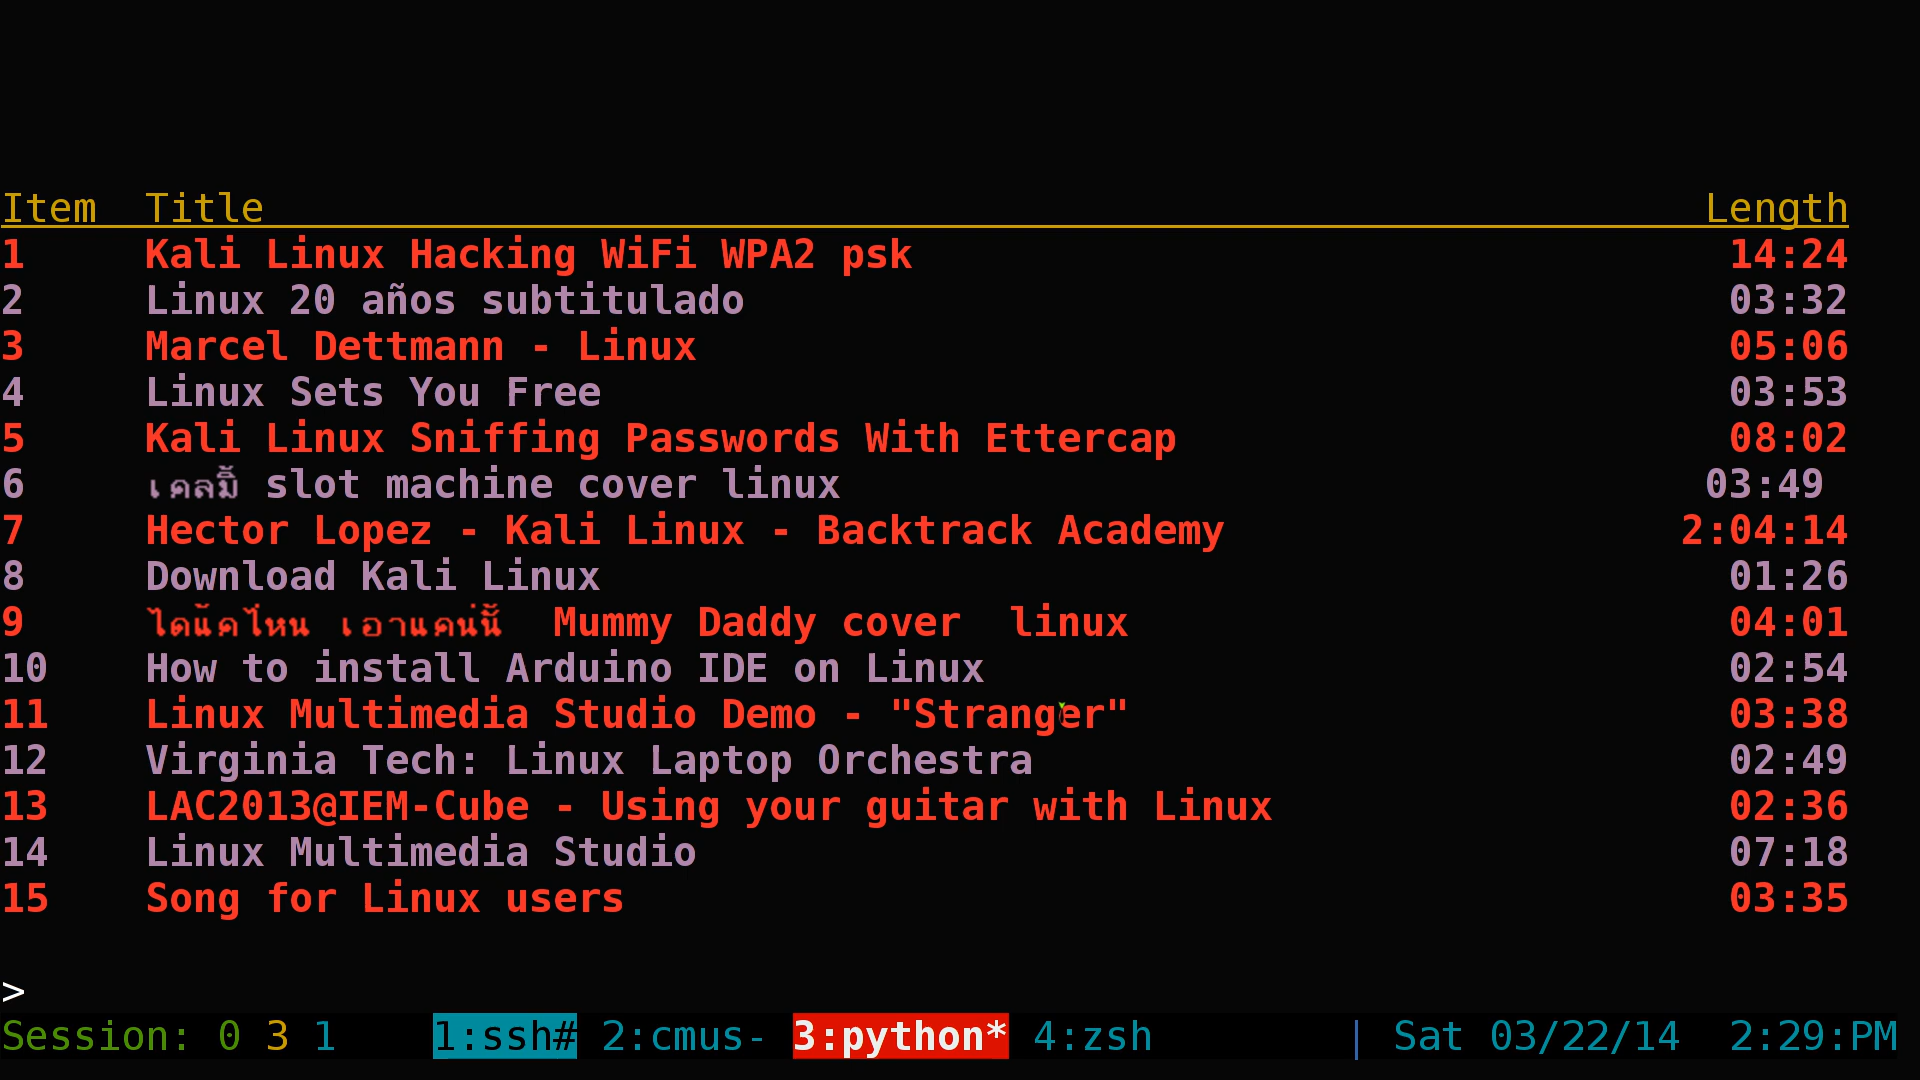 Item Title Length
1 Kali Linux Hacking WiFi WPA2 psk 14:24
2 Linux 20 años subtitulado 03:32
3 Marcel Dettmann - Linux 05:06
4 Linux Sets You Free 03:53
5 Kali Linux Sniffing Passwords With Ettercap 08:02
6 slot machine cover linux 03:49
7 Hector Lopez - Kali Linux - Backtrack Academy 2:04:14
8 Download Kali Linux 01:26
9 Mummy Daddy cover linux 04:01
10 How to install Arduino IDE on Linux 02:54
11 Linux Multimedia Studio Demo - "Stranger" 03:38
12 Virginia Tech: Linux Laptop Orchestra 02:49
13 LAC2013@IEM-Cube - Using your guitar with Linux 02:36
14 Linux Multimedia Studio 07:18
15 Song for Linux users 03:35
>
Session: 0 3 1 1:ssh# 2:cmus- 3:python* 4:zsh | Sat 03/22/14 2:29:PM